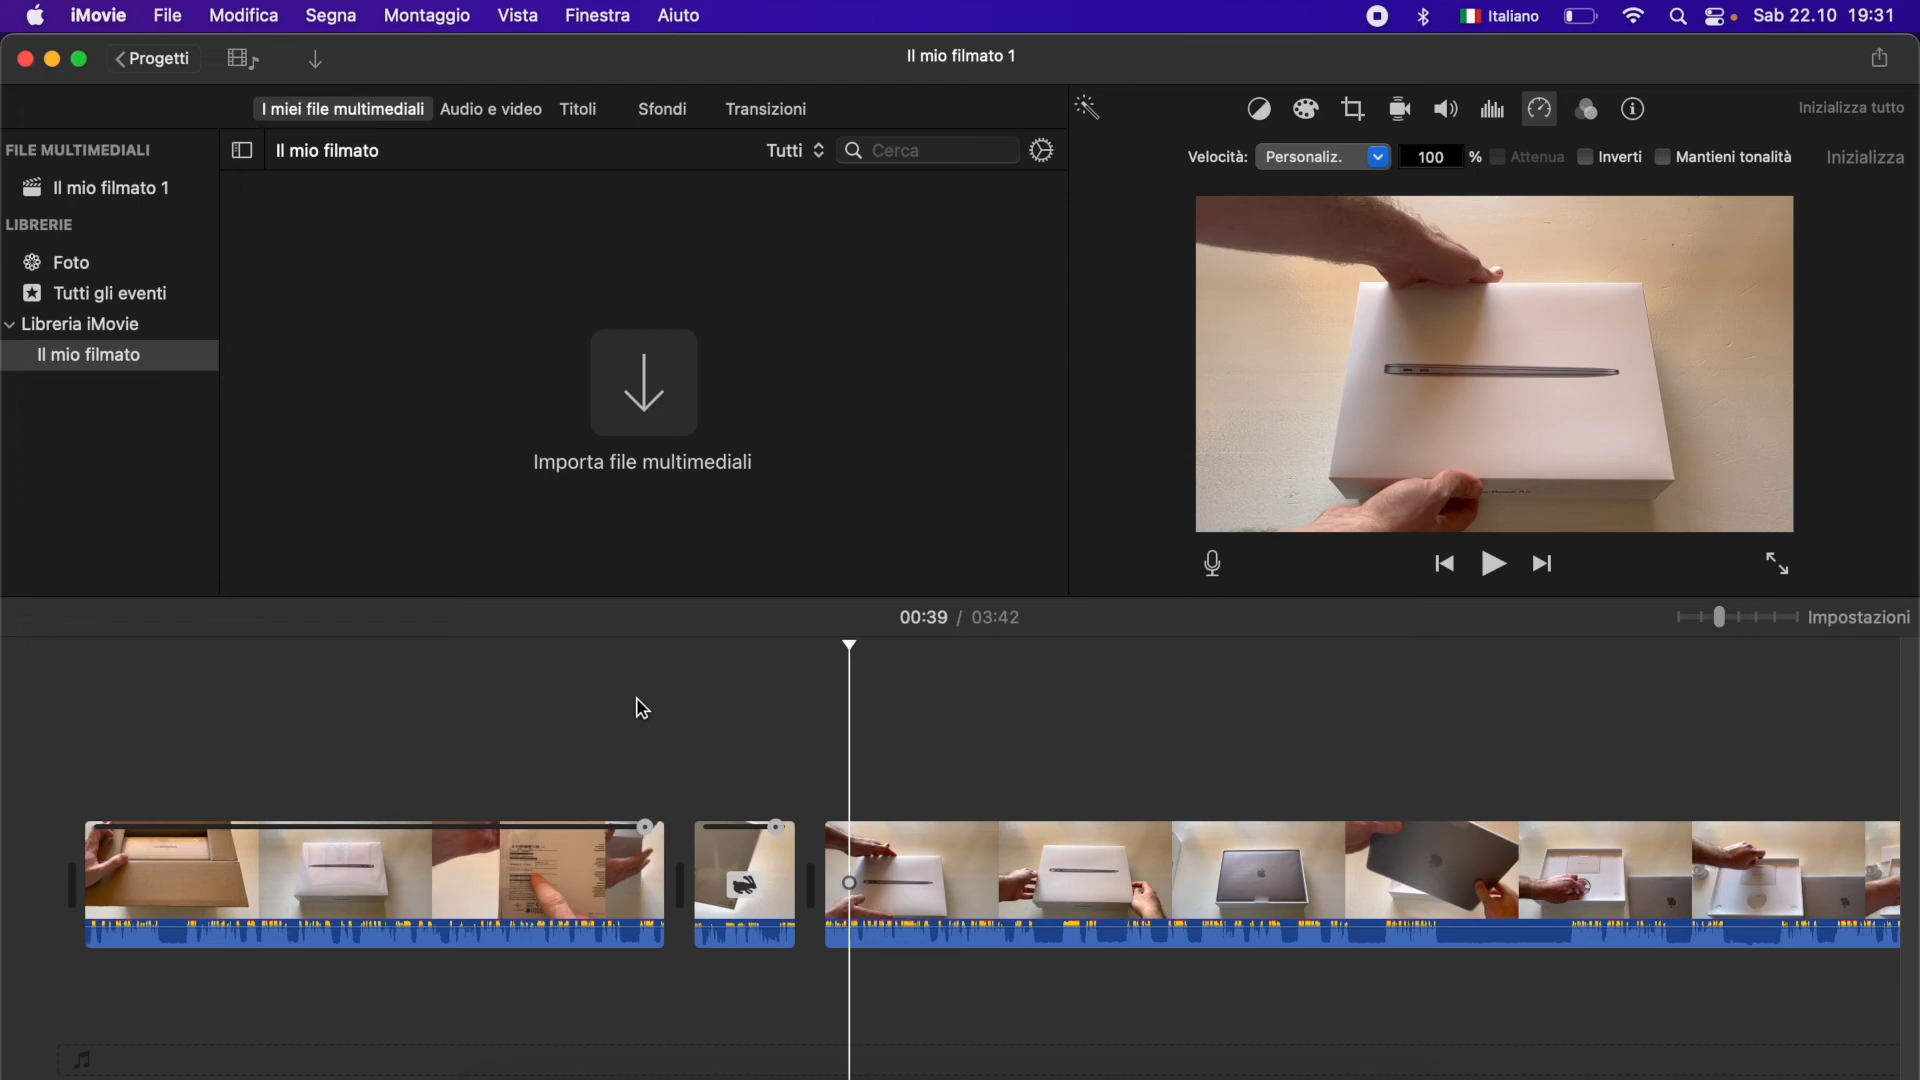 iMovie File Modifica Segna Montaggio Vista Finestra Aiuto Italiano Sab 22.10 19:31
Progetti Il mio filmato 1
I miei file multimediali Audio e video Titoli Sfondi Transizioni Inizializza tutto
FILE MULTIMEDIALI Il mio filmato Tutti Cerca Velocità: Personaliz. 100 % Attenua Inverti Mantieni tonalità Inizializza
Il mio filmato 1
LIBRERIE
Foto
Tutti gli eventi
Libreria iMovie
Il mio filmato
Importa file multimediali
00:39 / 03:42 Impostazioni